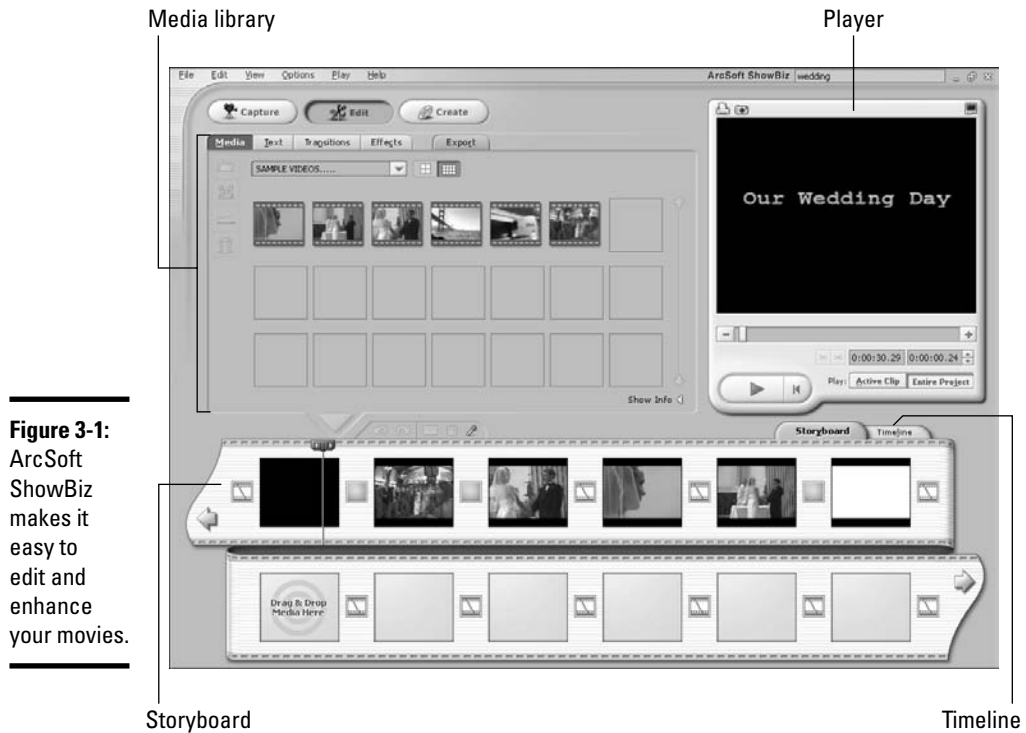 Media library
Player
File Edit View Options Play Help
ArcSoft ShowBiz wedding
Capture Edit Create
Media Text Transitions Effects Export
SAMPLE VIDEOS.....
Our Wedding Day
0:00:30.29 0:00:00.24
Play: Active Clip Entire Project
Show Info
Storyboard Timeline
Drag & Drop
Media Here
Figure 3-1:
ArcSoft
ShowBiz
makes it
easy to
edit and
enhance
your movies.
Storyboard
Timeline